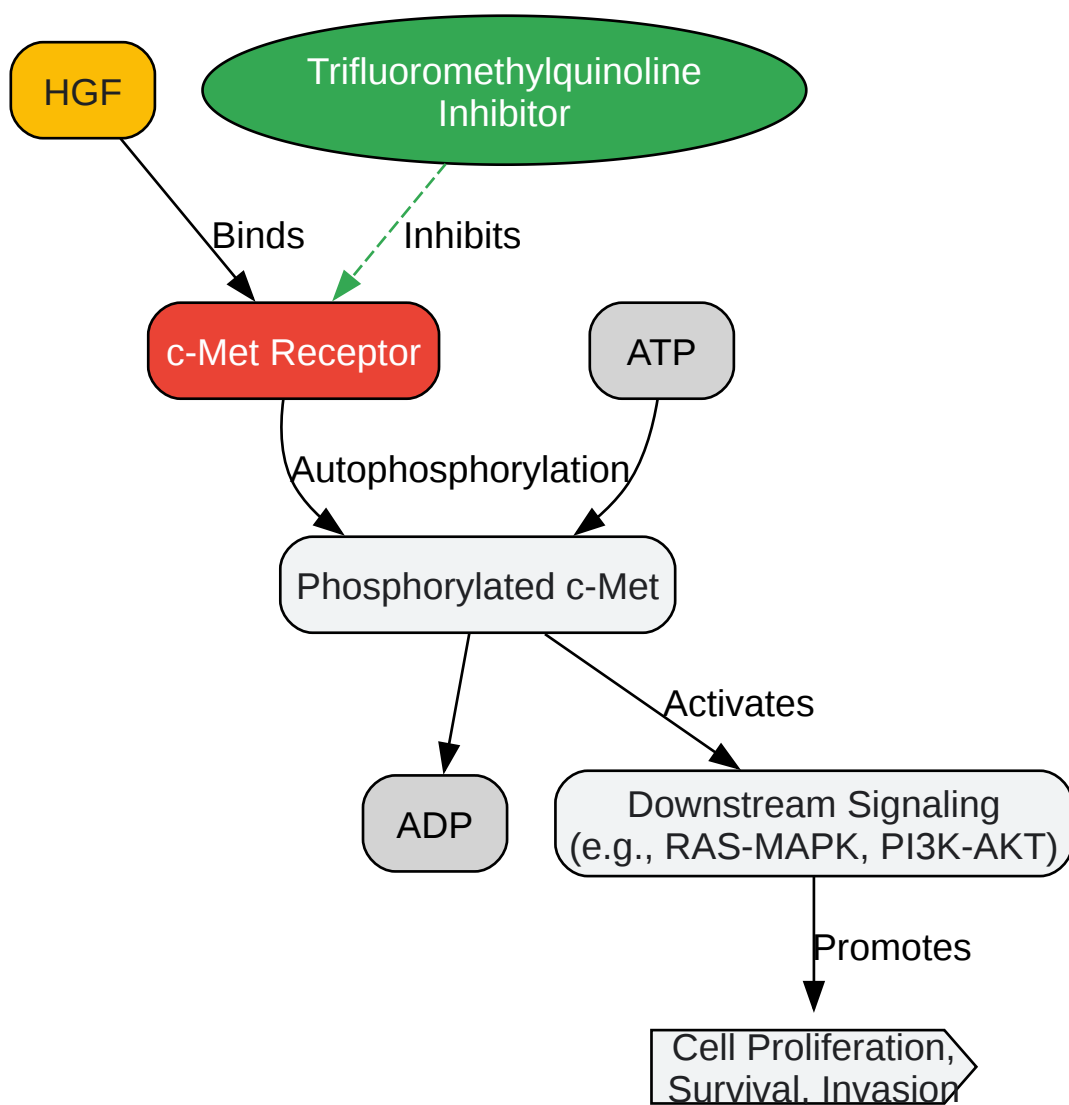 HGF
Trifluoromethylquinoline
Inhibitor
Binds
Inhibits
c-Met Receptor
ATP
Autophosphorylation
Phosphorylated c-Met
Activates
ADP
Downstream Signaling
(e.g., RAS-MAPK, PI3K-AKT)
Promotes
Cell Proliferation,
Survival, Invasion